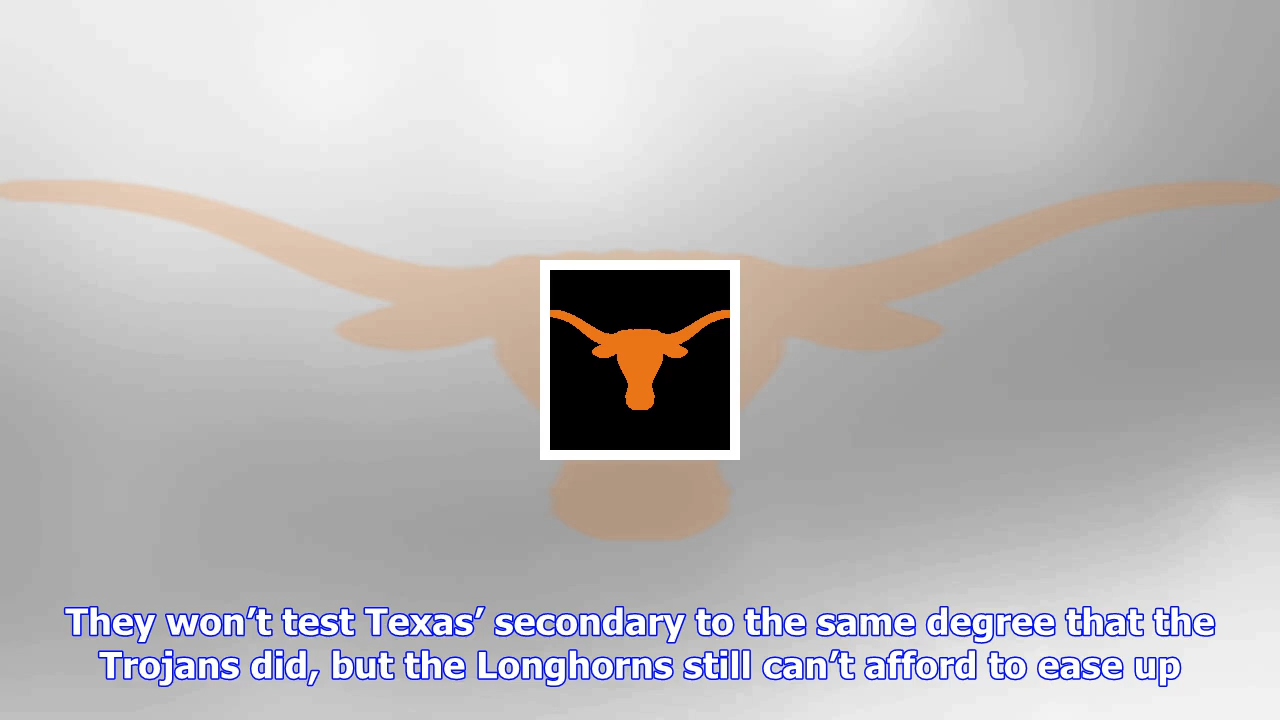 They won’t test Texas’ secondary to the same degree that the
Trojans did, but the Longhorns still can’t afford to ease up